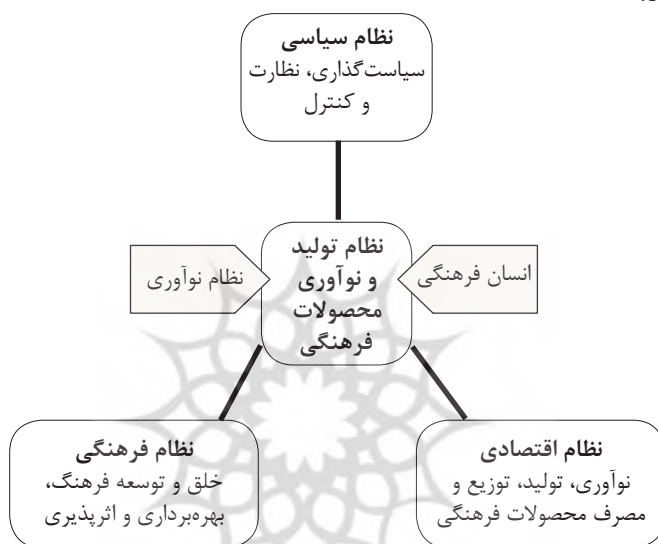 نظام سیاسی
سیاست‌گذاری، نظارت
و کنترل
نظام تولید
و نوآوری
محصولات
فرهنگی
انسان فرهنگی
نظام نوآوری
نظام اقتصادی
نوآوری، تولید، توزیع و
مصرف محصولات فرهنگی
نظام فرهنگی
خلق و توسعه فرهنگ،
بهره‌برداری و اثرپذیری